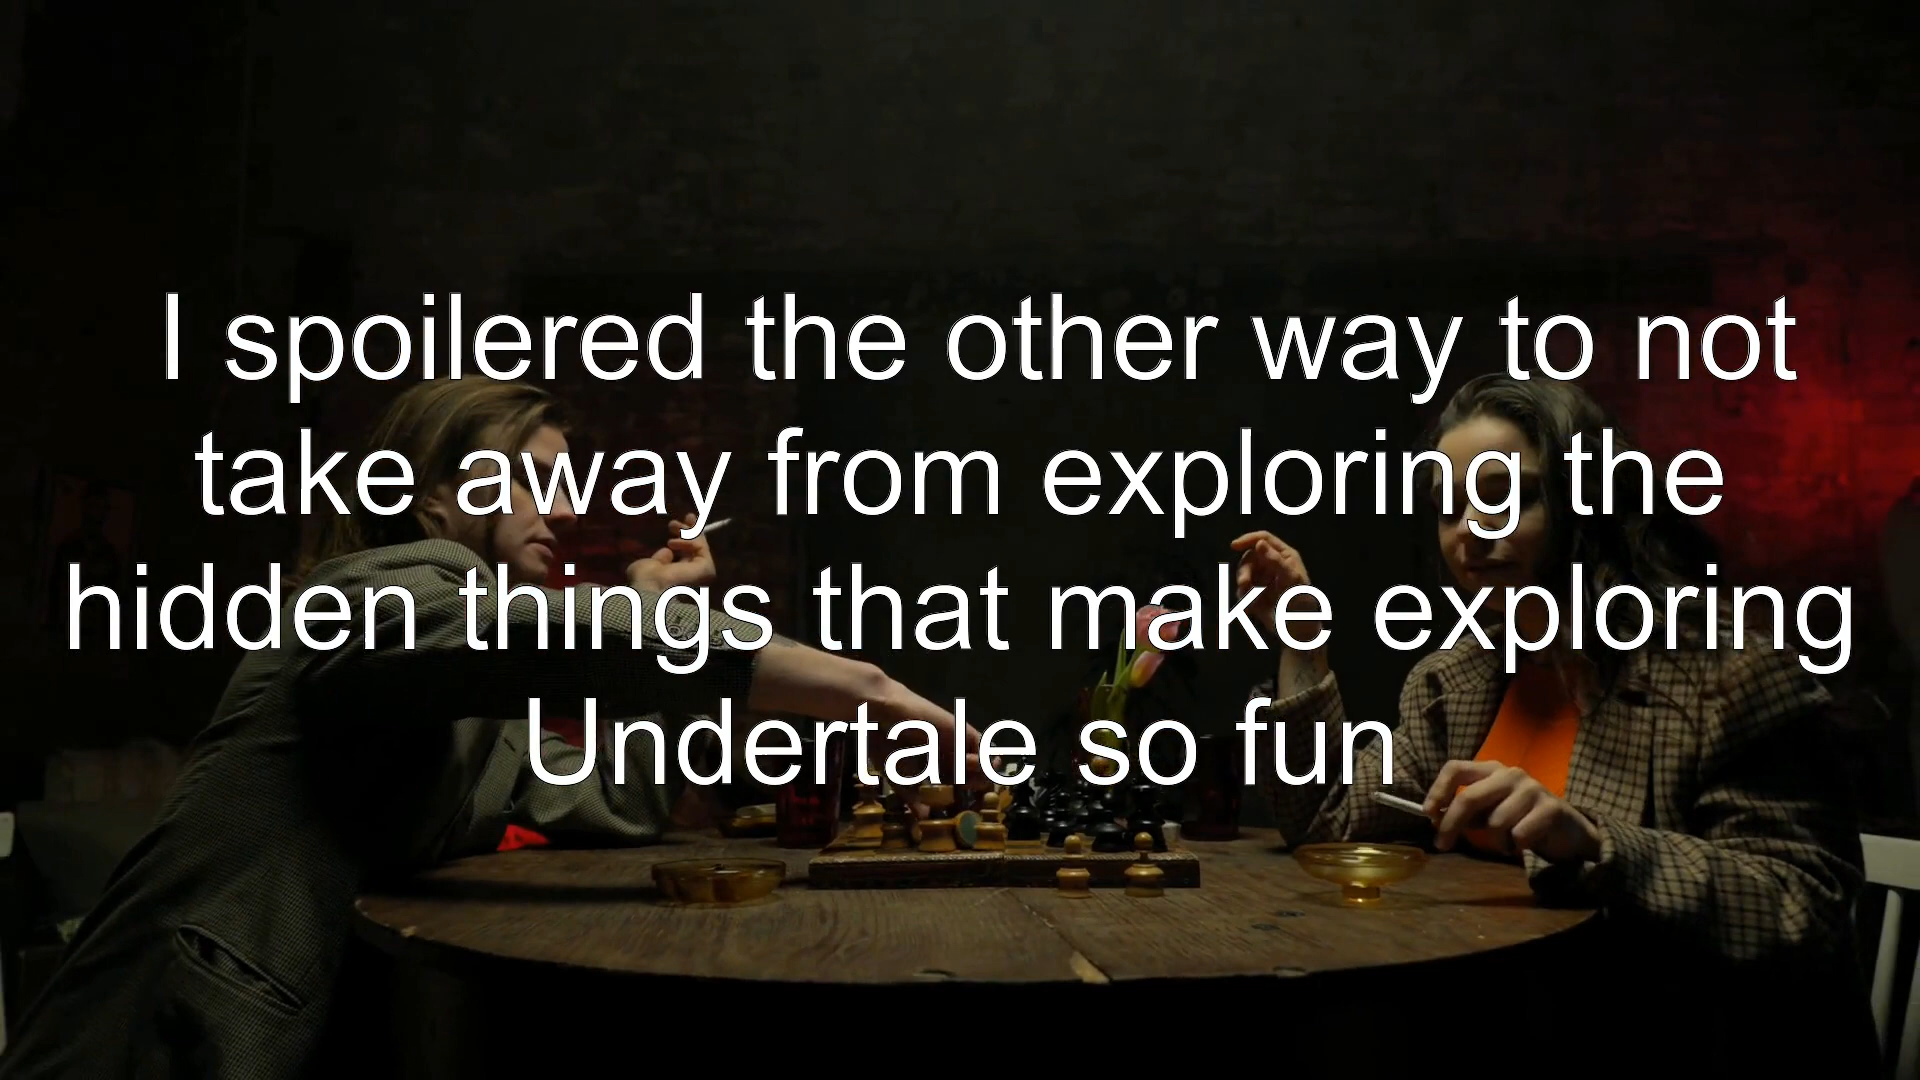 I spoilered the other way to not
take away from exploring the
hidden things that make exploring
Undertale so fun